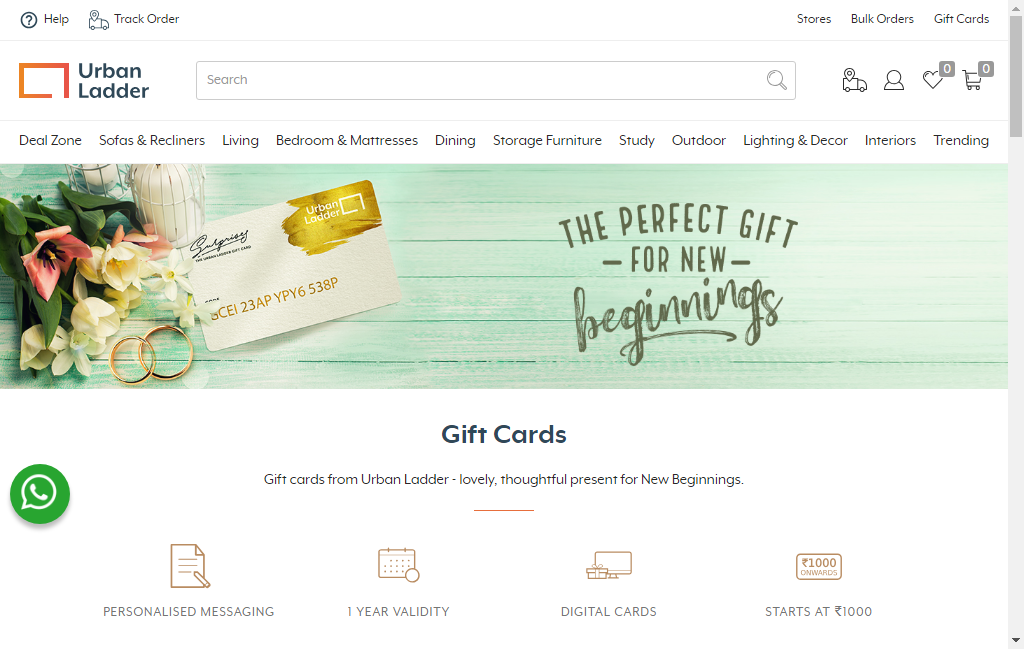 Help
Track Order
Stores
Bulk Orders
Gift Cards
Urban
Ladder
Search
0
0
Deal Zone
Sofas & Recliners
Living
Bedroom & Mattresses
Dining
Storage Furniture
Study
Outdoor
Lighting & Decor
Interiors
Trending
Urban
Ladder
Surprise
THE URBAN LADDER GIFT CARD
GCEI 23AP YPY6 538P
THE PERFECT GIFT
FOR NEW
beginnings
Gift Cards
Gift cards from Urban Ladder - lovely, thoughtful present for New Beginnings.
₹1000
ONWARDS
PERSONALISED MESSAGING
1 YEAR VALIDITY
DIGITAL CARDS
STARTS AT ₹1000